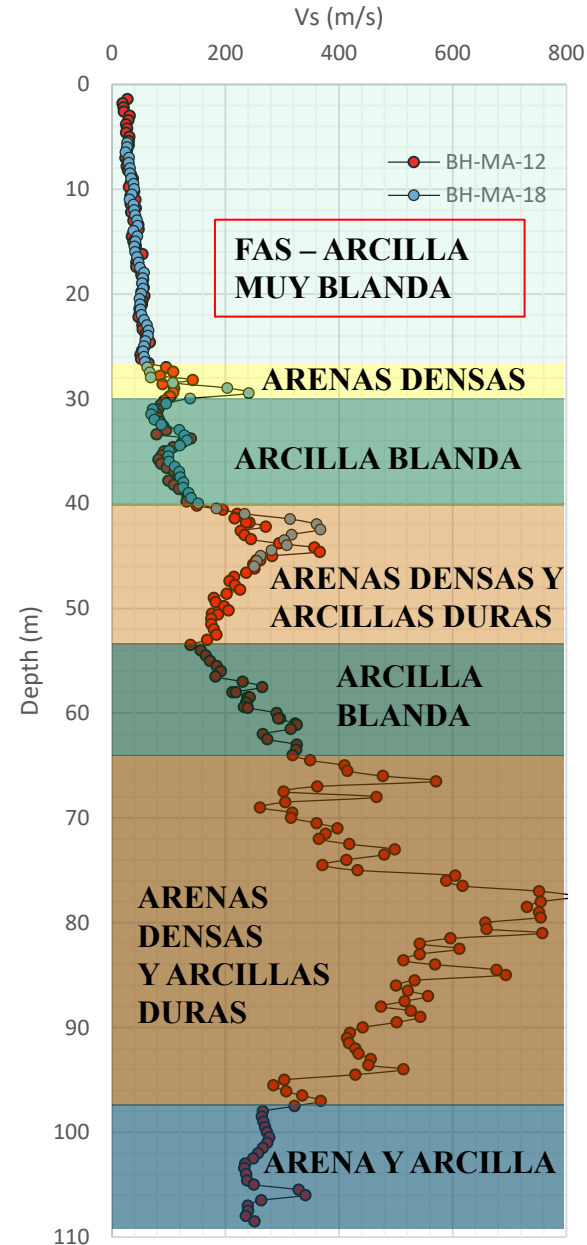 Vs (m/s)
0 200 400 600 800
0
10
20
30
40
50
60
70
80
90
100
110
Depth (m)
BH-MA-12
BH-MA-18
FAS – ARCILLA
MUY BLANDA
ARENAS DENSAS
ARCILLA BLANDA
ARENAS DENSAS Y
ARCILLAS DURAS
ARCILLA
BLANDA
ARENAS
DENSAS
Y ARCILLAS
DURAS
ARENA Y ARCILLA